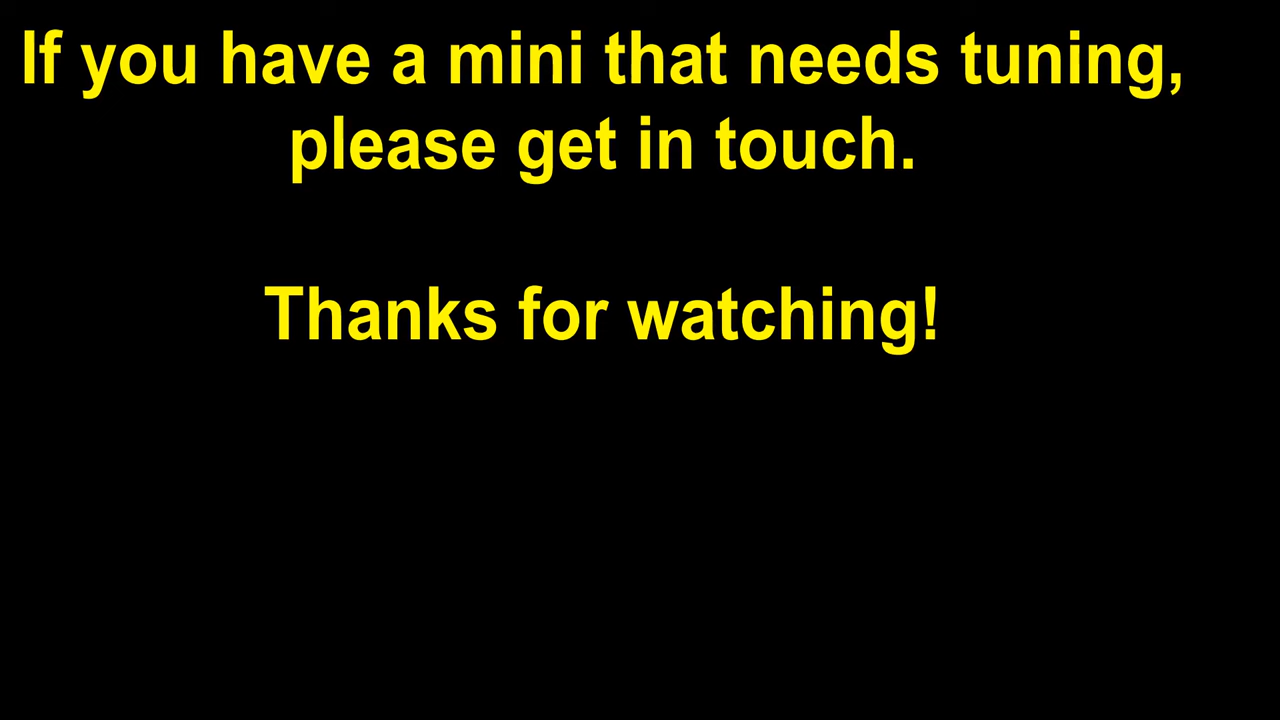 If you have a mini that needs tuning,
please get in touch.
Thanks for watching!